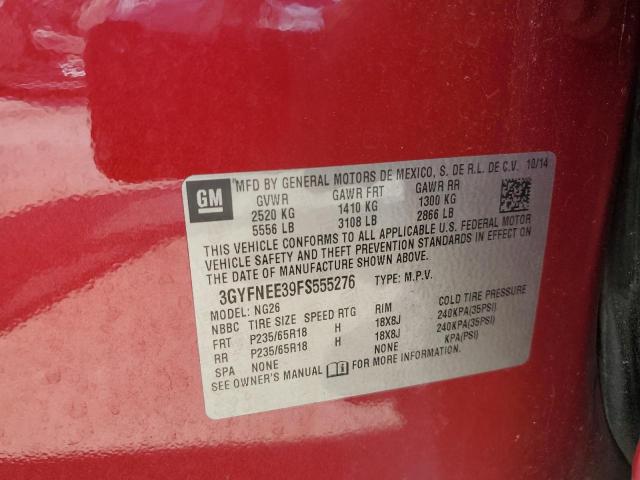 GM
MFD BY GENERAL MOTORS DE MEXICO, S. DE R.L. DE C.V. 10/14
GVWR GAWR FRT GAWR RR
2520 KG 1410 KG 1300 KG
5556 LB 3108 LB 2866 LB
THIS VEHICLE CONFORMS TO ALL APPLICABLE U.S. FEDERAL MOTOR
VEHICLE SAFETY AND THEFT PREVENTION STANDARDS IN EFFECT ON
THE DATE OF MANUFACTURE SHOWN ABOVE.
3GYFNEE39FS555276 TYPE: M.P.V.
MODEL: NG26
NBBC TIRE SIZE SPEED RTG RIM COLD TIRE PRESSURE
FRT P235/65R18 H 18X8J 240KPA(35PSI)
RR P235/65R18 H 18X8J 240KPA(35PSI)
SPA NONE NONE KPA(PSI)
SEE OWNER'S MANUAL FOR MORE INFORMATION.